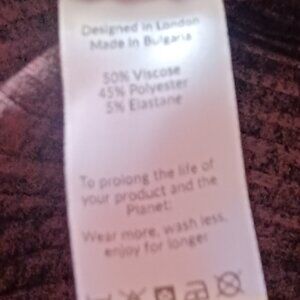 Designed in London
Made in Bulgaria
50% Viscose
45% Polyester
5% Elastane
To prolong the life of
your product and the
Planet:
Wear more, wash less,
enjoy for longer